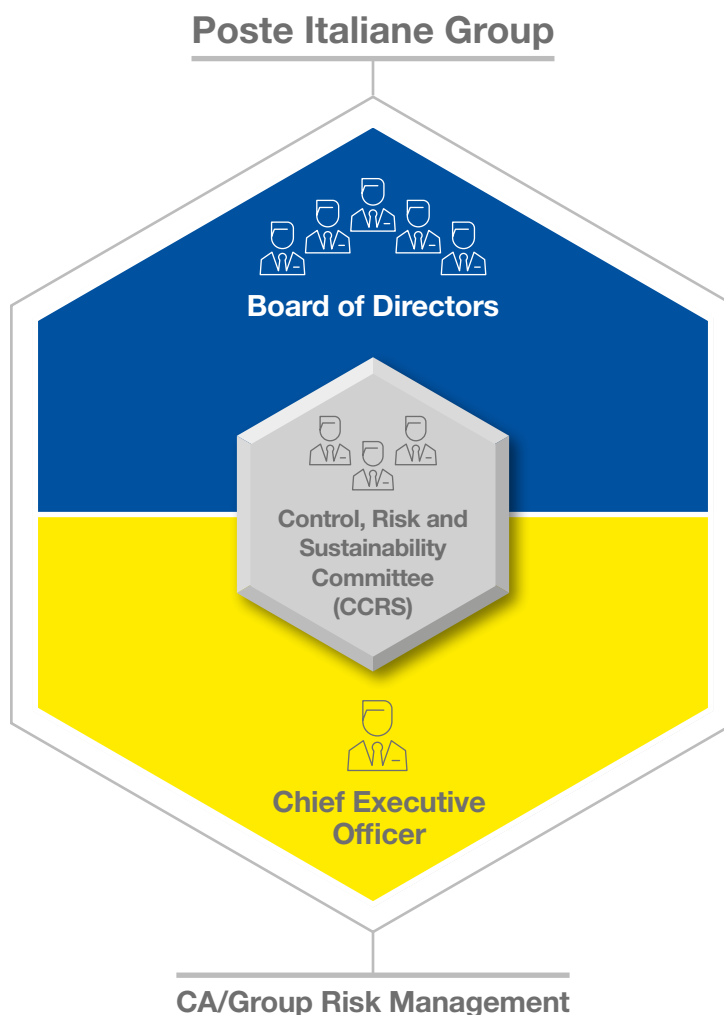 Poste Italiane Group
Board of Directors
Control, Risk and
Sustainability
Committee
(CCRS)
Chief Executive
Officer
CA/Group Risk Management